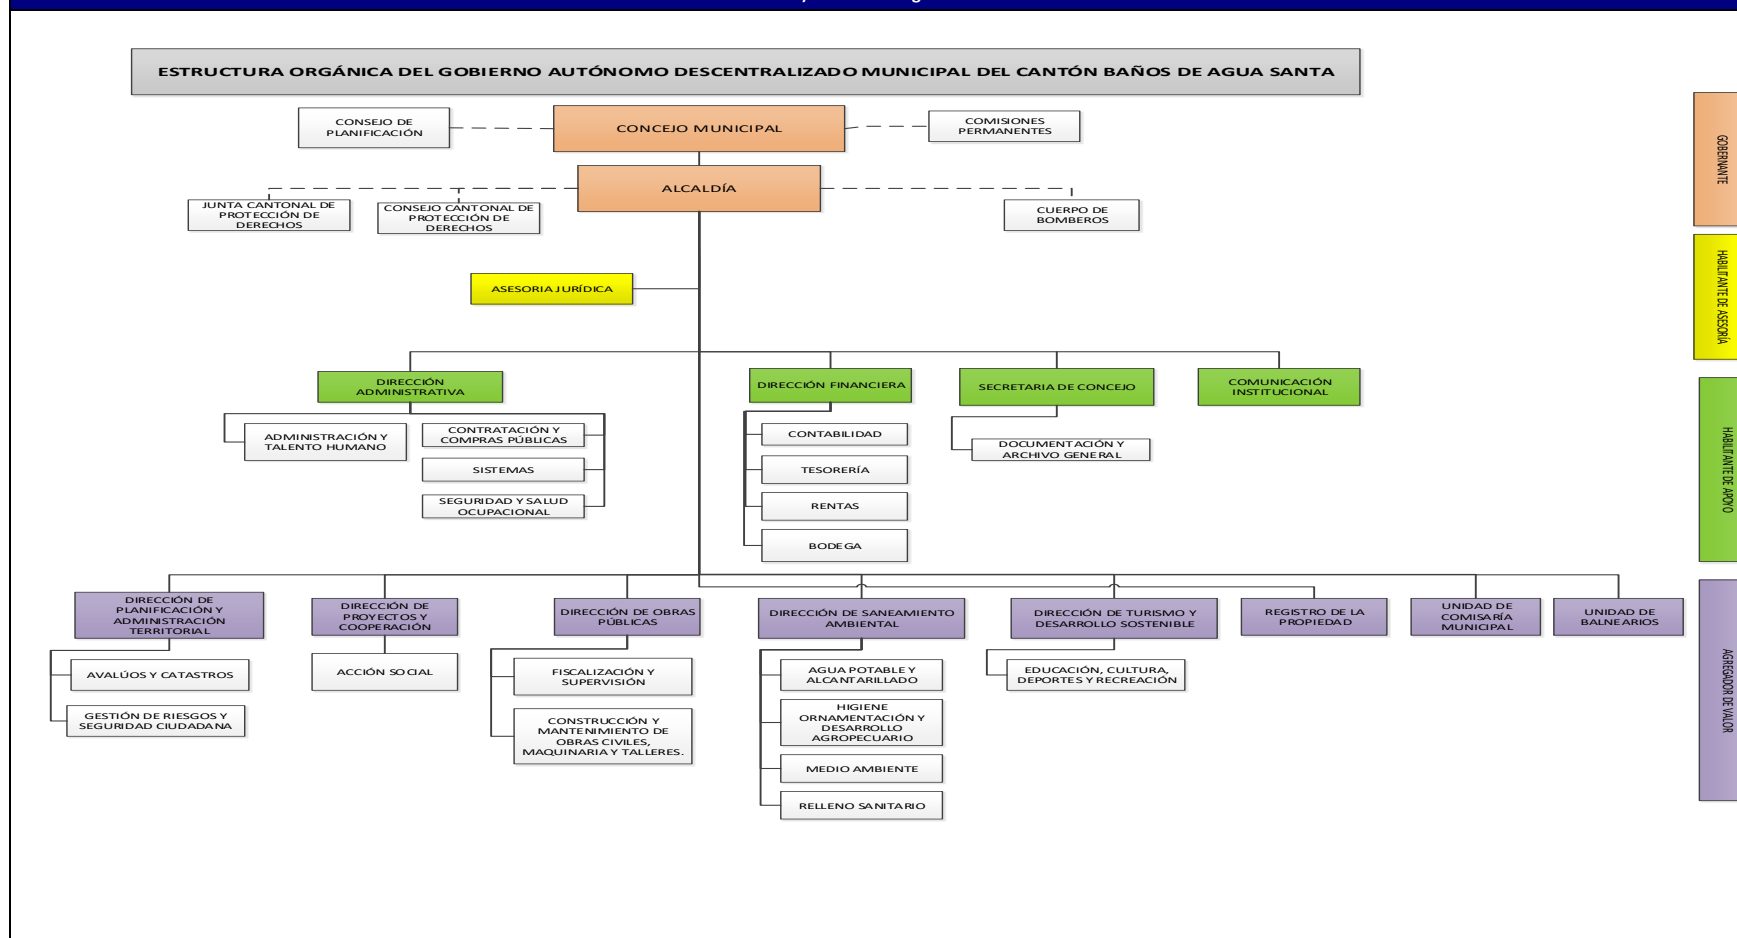 ESTRUCTURA ORGÁNICA DEL GOBIERNO AUTÓNOMO DESCENTRALIZADO MUNICIPAL DEL CANTÓN BAÑOS DE AGUA SANTA
CONSEJO DE
PLANIFICACIÓN
CONCEJO MUNICIPAL
COMISIONES
PERMANENTES
ALCALDÍA
JUNTA CANTONAL DE
PROTECCIÓN DE
DERECHOS
CONSEJO CANTONAL DE
PROTECCIÓN DE
DERECHOS
CUERPO DE
BOMBEROS
GOBERNANTE
ASESORIA JURÍDICA
HABILITANTE DE ASESORÍA
DIRECCIÓN
ADMINISTRATIVA
DIRECCIÓN FINANCIERA
SECRETARIA DE CONCEJO
COMUNICACIÓN
INSTITUCIONAL
ADMINISTRACIÓN Y
TALENTO HUMANO
CONTRATACIÓN Y
COMPRAS PÚBLICAS
SISTEMAS
SEGURIDAD Y SALUD
OCUPACIONAL
CONTABILIDAD
TESORERÍA
RENTAS
BODEGA
DOCUMENTACIÓN Y
ARCHIVO GENERAL
HABILITANTE DE APOYO
DIRECCIÓN DE
PLANIFICACIÓN Y
ADMINISTRACIÓN
TERRITORIAL
DIRECCIÓN DE
PROYECTOS Y
COOPERACIÓN
DIRECCIÓN DE OBRAS
PÚBLICAS
DIRECCIÓN DE SANEAMIENTO
AMBIENTAL
DIRECCIÓN DE TURISMO Y
DESARROLLO SOSTENIBLE
REGISTRO DE LA
PROPIEDAD
UNIDAD DE
COMISARÍA
MUNICIPAL
UNIDAD DE
BALNEARIOS
AVALÚOS Y CATASTROS
GESTIÓN DE RIESGOS Y
SEGURIDAD CIUDADANA
ACCIÓN SOCIAL
FISCALIZACIÓN Y
SUPERVISIÓN
CONSTRUCCIÓN Y
MANTENIMIENTO DE
OBRAS CIVILES,
MAQUINARIA Y TALLERES.
AGUA POTABLE Y
ALCANTARILLADO
HIGIENE
ORNAMENTACIÓN Y
DESARROLLO
AGROPECUARIO
MEDIO AMBIENTE
RELLENO SANITARIO
EDUCACIÓN, CULTURA,
DEPORTES Y RECREACIÓN
AGREGADOR DE VALOR